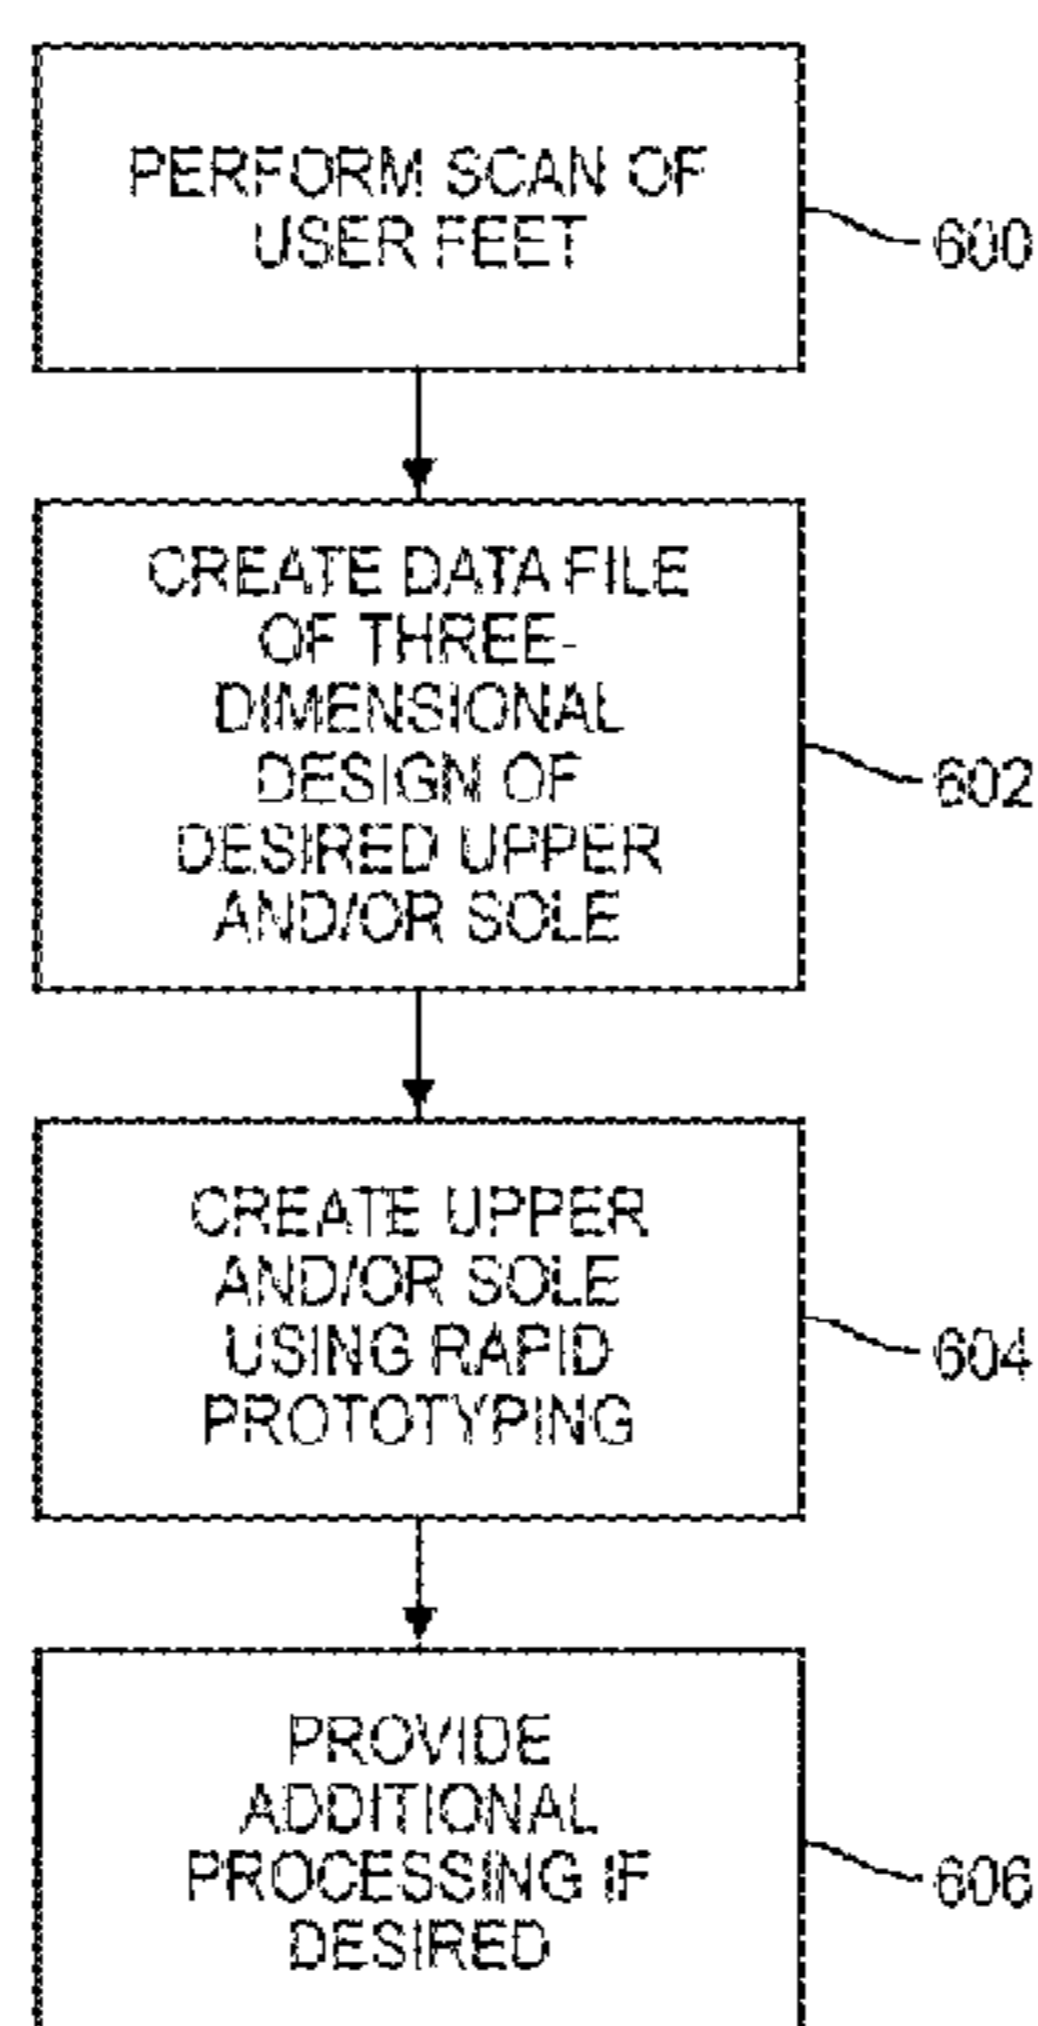 PERFORM SCAN OF
USER FEET
600
CREATE DATA FILE
OF THREE-
DIMENSIONAL
DESIGN OF
DESIRED UPPER
AND/OR SOLE
602
CREATE UPPER
AND/OR SOLE
USING RAPID
PROTOTYPING
604
PROVIDE
ADDITIONAL
PROCESSING IF
DESIRED
606